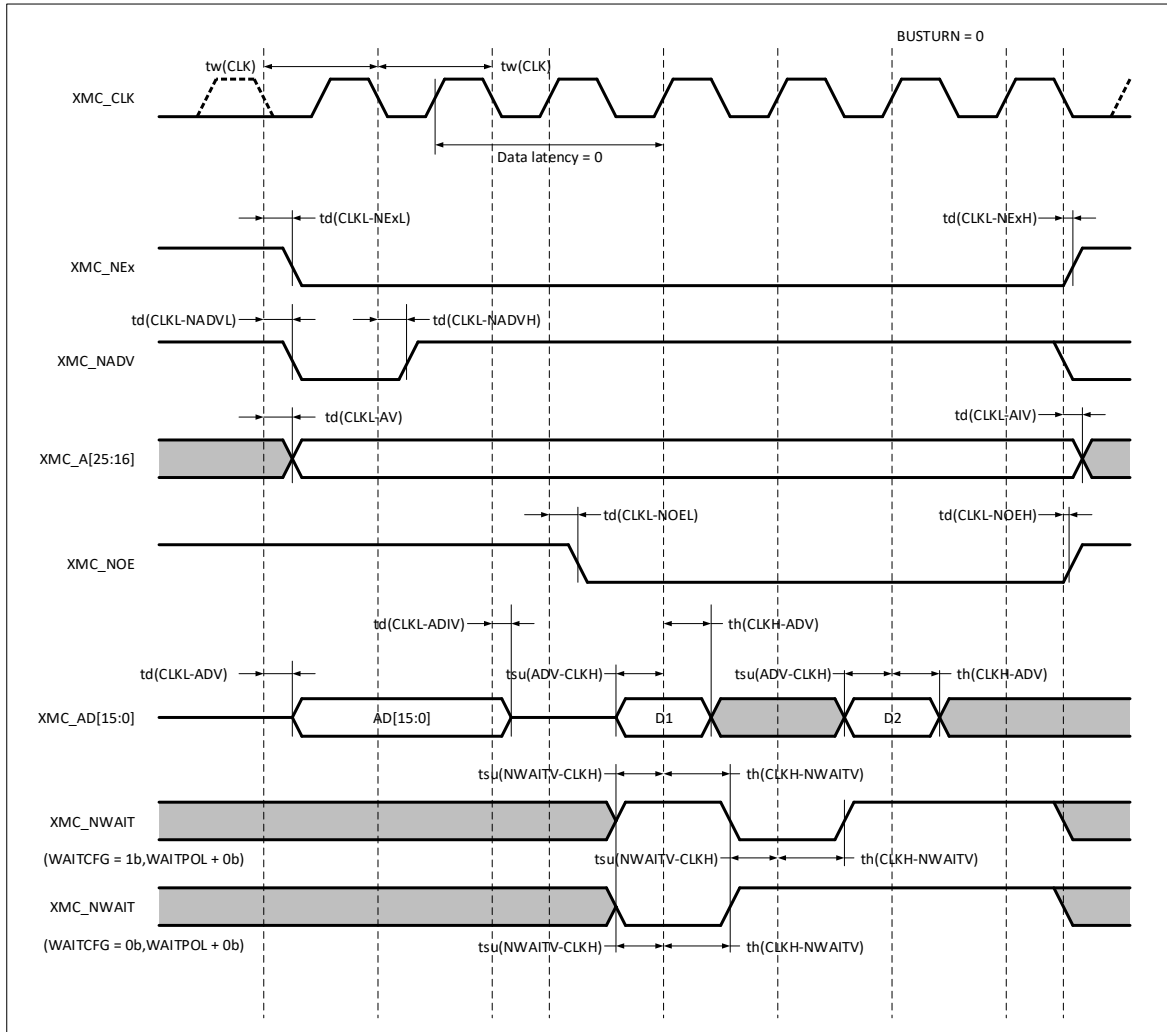 BUSTURN = 0
tw(CLK) tw(CLK)
XMC_CLK
Data latency = 0
td(CLKL-NExL) td(CLKL-NExH)
XMC_NEx
td(CLKL-NADVL) td(CLKL-NADVH)
XMC_NADV
td(CLKL-AV) td(CLKL-AIV)
XMC_A[25:16]
td(CLKL-NOEL) td(CLKL-NOEH)
XMC_NOE
td(CLKL-ADIV) th(CLKH-ADV)
td(CLKL-ADV) tsu(ADV-CLKH) tsu(ADV-CLKH) th(CLKH-ADV)
XMC_AD[15:0] AD[15:0] D1 D2
tsu(NWAITV-CLKH) th(CLKH-NWAITV)
XMC_NWAIT
(WAITCFG = 1b,WAITPOL + 0b) tsu(NWAITV-CLKH) th(CLKH-NWAITV)
XMC_NWAIT
(WAITCFG = 0b,WAITPOL + 0b) tsu(NWAITV-CLKH) th(CLKH-NWAITV)